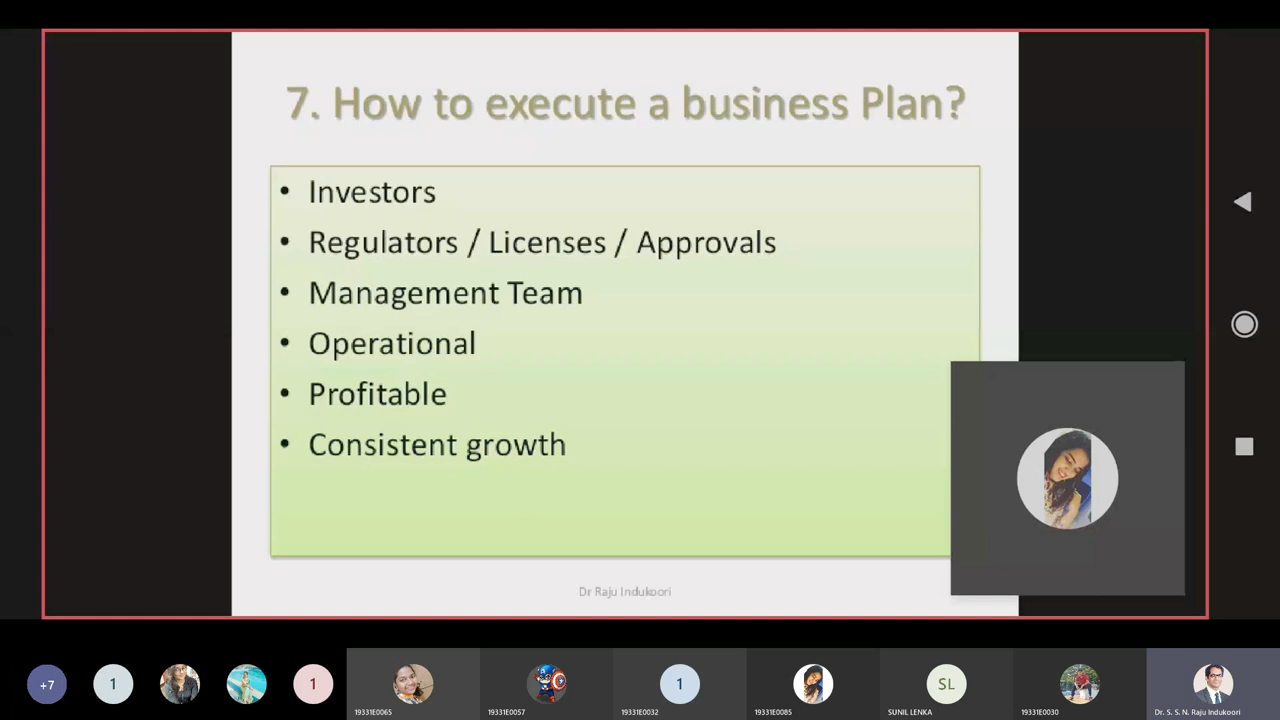 7. How to execute a business Plan?
• Investors
• Regulators / Licenses / Approvals
• Management Team
• Operational
• Profitable
• Consistent growth
Dr Raju Indukoori
+7
1
1
1
SL
19331E0065
19331E0057
19331E0032
19331E0085
SUNIL LENKA
19331E0030
Dr. S. S. N. Raju Indukoori